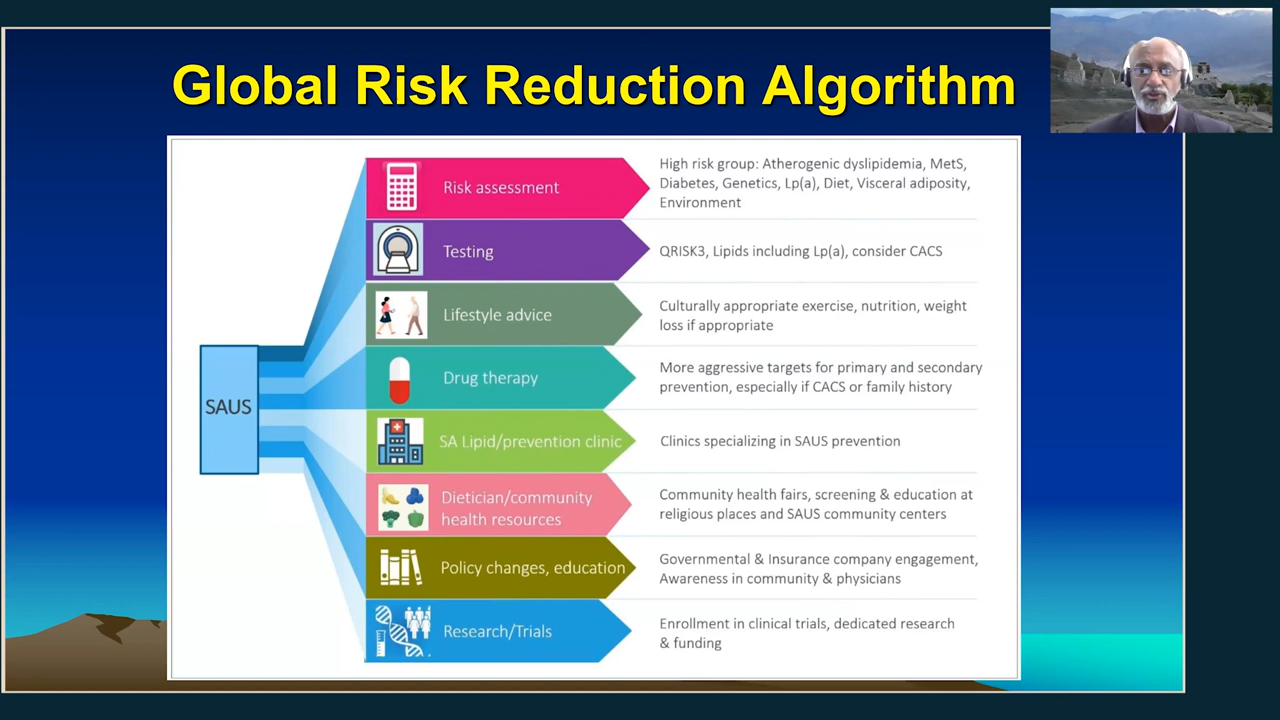 Global Risk Reduction Algorithm
SAUS
Risk assessment
High risk group: Atherogenic dyslipidemia, MetS,
Diabetes, Genetics, Lp(a), Diet, Visceral adiposity,
Environment
Testing
QRISK3, Lipids including Lp(a), consider CACS
Lifestyle advice
Culturally appropriate exercise, nutrition, weight
loss if appropriate
Drug therapy
More aggressive targets for primary and secondary
prevention, especially if CACS or family history
SA Lipid/prevention clinic
Clinics specializing in SAUS prevention
Dietician/community
health resources
Community health fairs, screening & education at
religious places and SAUS community centers
Policy changes, education
Governmental & Insurance company engagement,
Awareness in community & physicians
Research/Trials
Enrollment in clinical trials, dedicated research
& funding